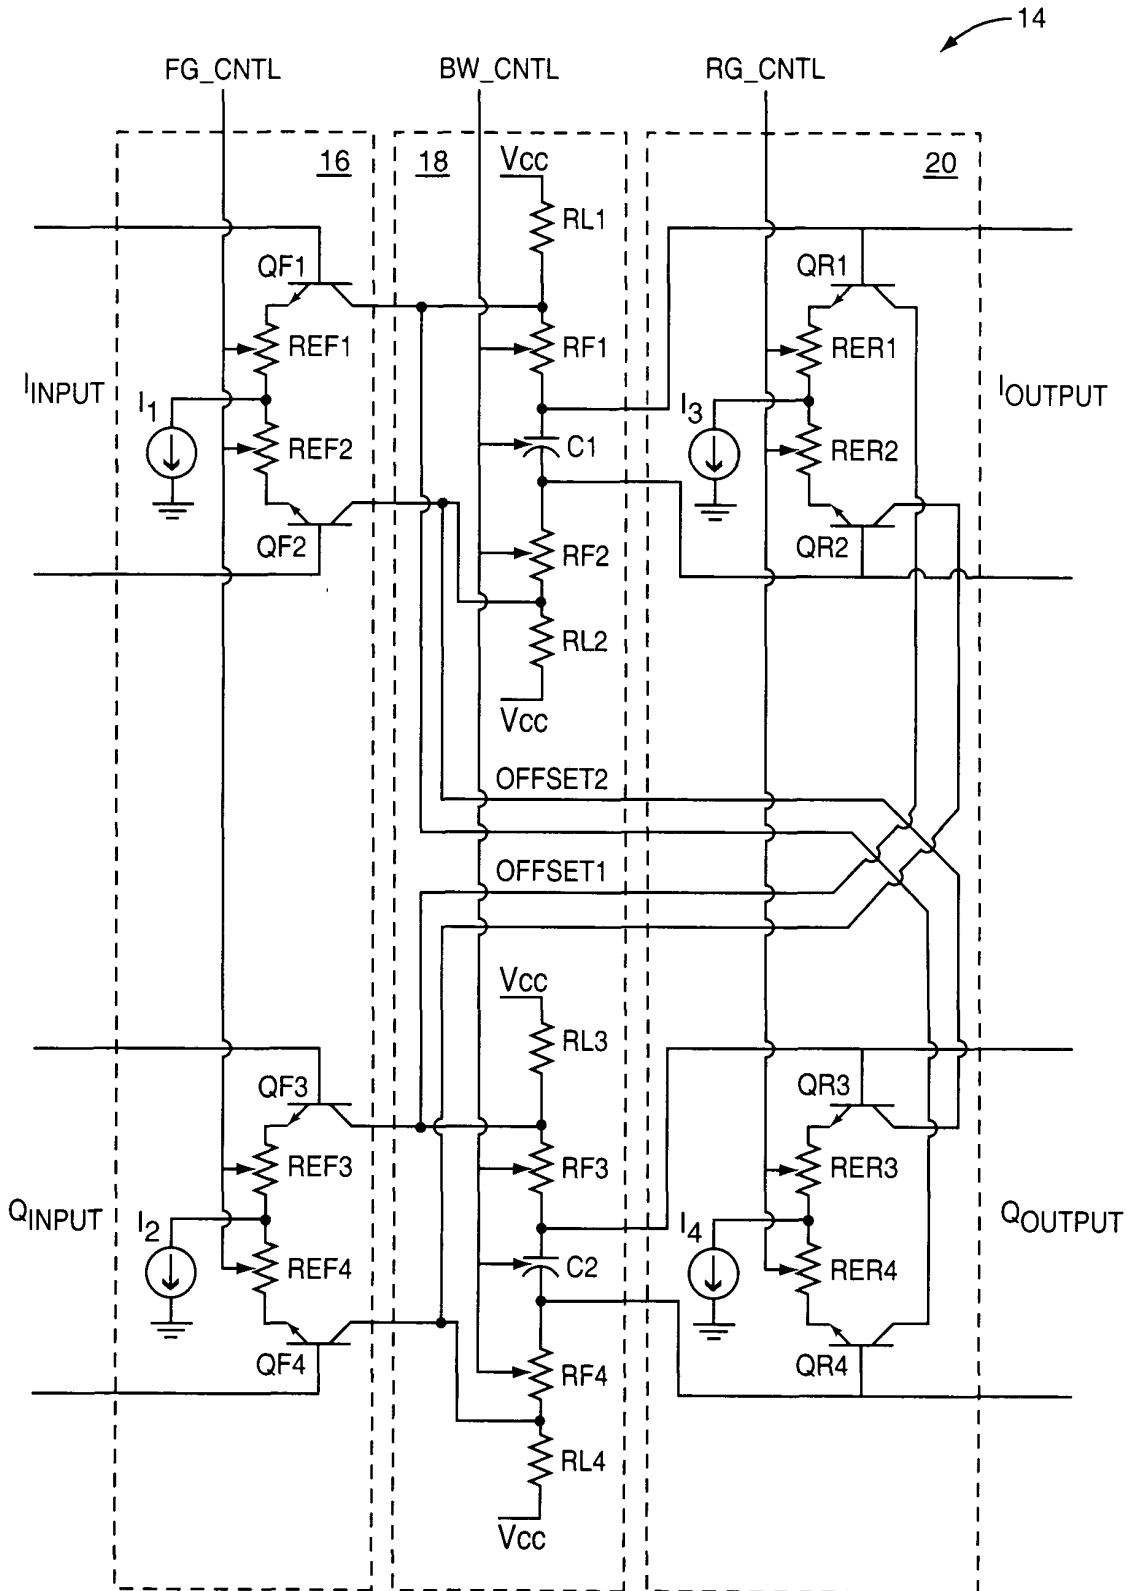 14
FG_CNTL
BW_CNTL
RG_CNTL
16
18
20
Vcc
RL1
QF1
QR1
REF1
RF1
RER1
IINPUT
I1
I3
IOUTPUT
REF2
C1
RER2
QF2
RF2
QR2
RL2
Vcc
OFFSET2
OFFSET1
Vcc
RL3
QF3
QR3
REF3
RF3
RER3
QINPUT
I2
I4
QOUTPUT
REF4
C2
RER4
QF4
RF4
QR4
RL4
Vcc